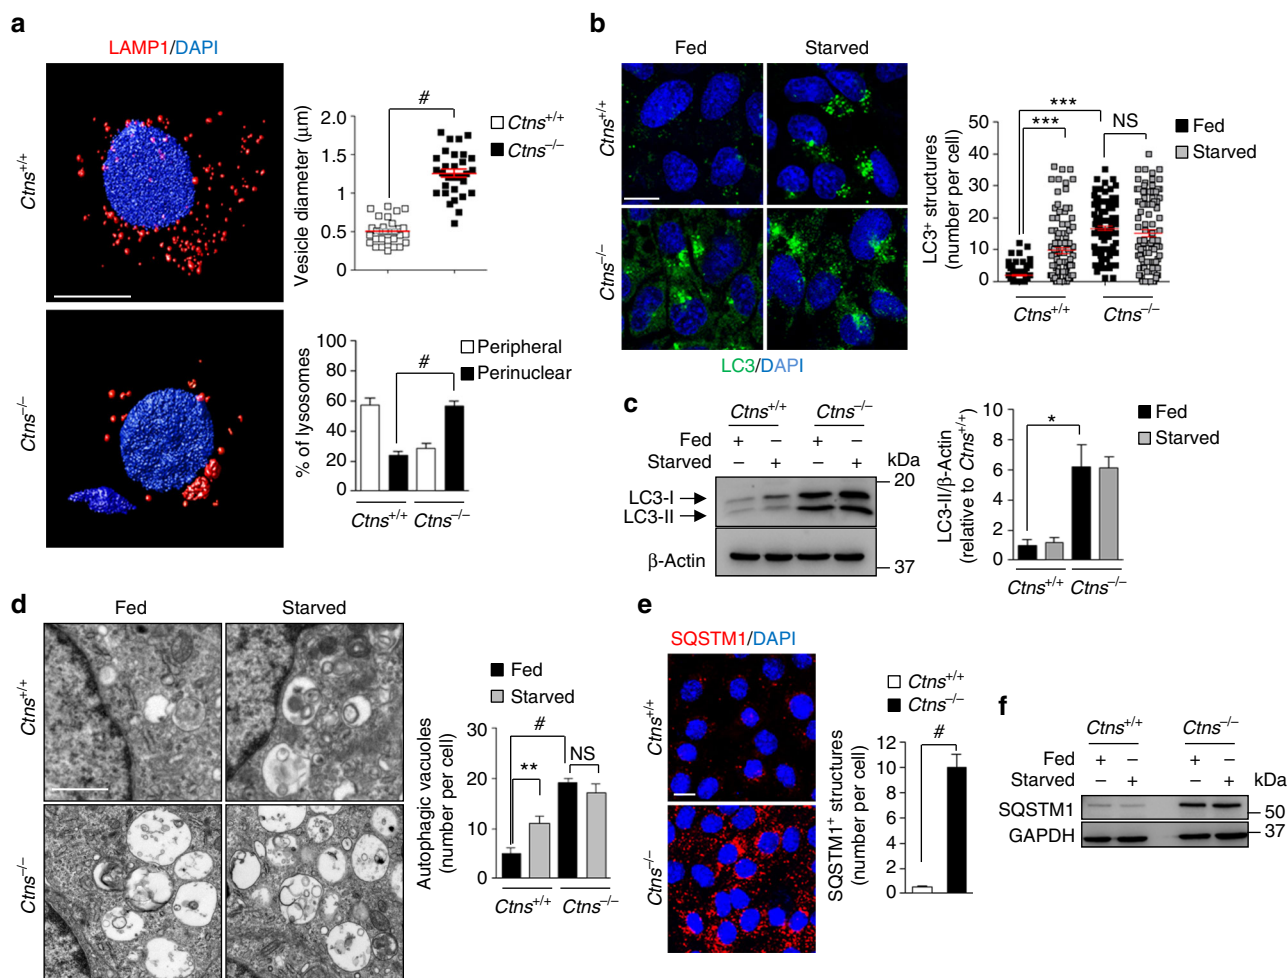 a
LAMP1/DAPI
Ctns+/+
Ctns−/−
Vesicle diameter (μm)
2.0
1.5
1
0.5
0
#
Ctns+/+
Ctns−/−
% of lysosomes
100
80
60
40
20
0
#
Peripheral
Perinuclear
Ctns+/+ Ctns−/−
b
Fed Starved
Ctns+/+
Ctns−/−
LC3/DAPI
LC3+ structures
(number per cell)
50
40
30
20
10
0
***
***
NS
Fed
Starved
Ctns+/+ Ctns−/−
c
Ctns+/+ Ctns−/−
Fed + − + −
Starved − + − +
kDa
LC3-I
LC3-II
β-Actin
20
37
LC3-II/β-Actin
(relative to Ctns+/+)
10
8
6
4
2
0
*
Fed
Starved
Ctns+/+ Ctns−/−
d
Fed Starved
Ctns+/+
Ctns−/−
Fed
Starved
Autophagic vacuoles
(number per cell)
30
20
10
0
#
**
NS
Ctns+/+ Ctns−/−
e
SQSTM1/DAPI
Ctns+/+
Ctns−/−
Ctns+/+
Ctns−/−
SQSTM1+ structures
(number per cell)
12
10
8
6
4
2
0
#
f
Ctns+/+ Ctns−/−
Fed + − + −
Starved − + − +
kDa
SQSTM1
GAPDH
50
37